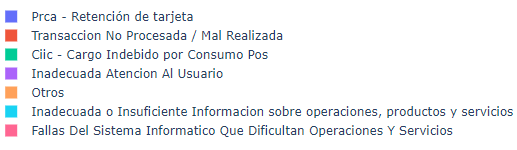 Prca - Retención de tarjeta
Transaccion No Procesada / Mal Realizada
Ciic - Cargo Indebido por Consumo Pos
Inadecuada Atencion Al Usuario
Otros
Inadecuada o Insuficiente Informacion sobre operaciones, productos y servicios
Fallas Del Sistema Informatico Que Dificultan Operaciones Y Servicios